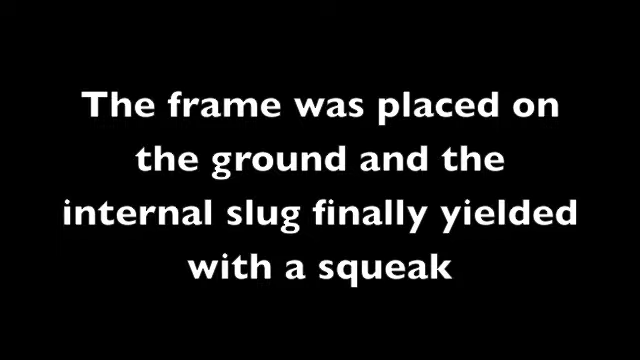 The frame was placed on
the ground and the
internal slug finally yielded
with a squeak